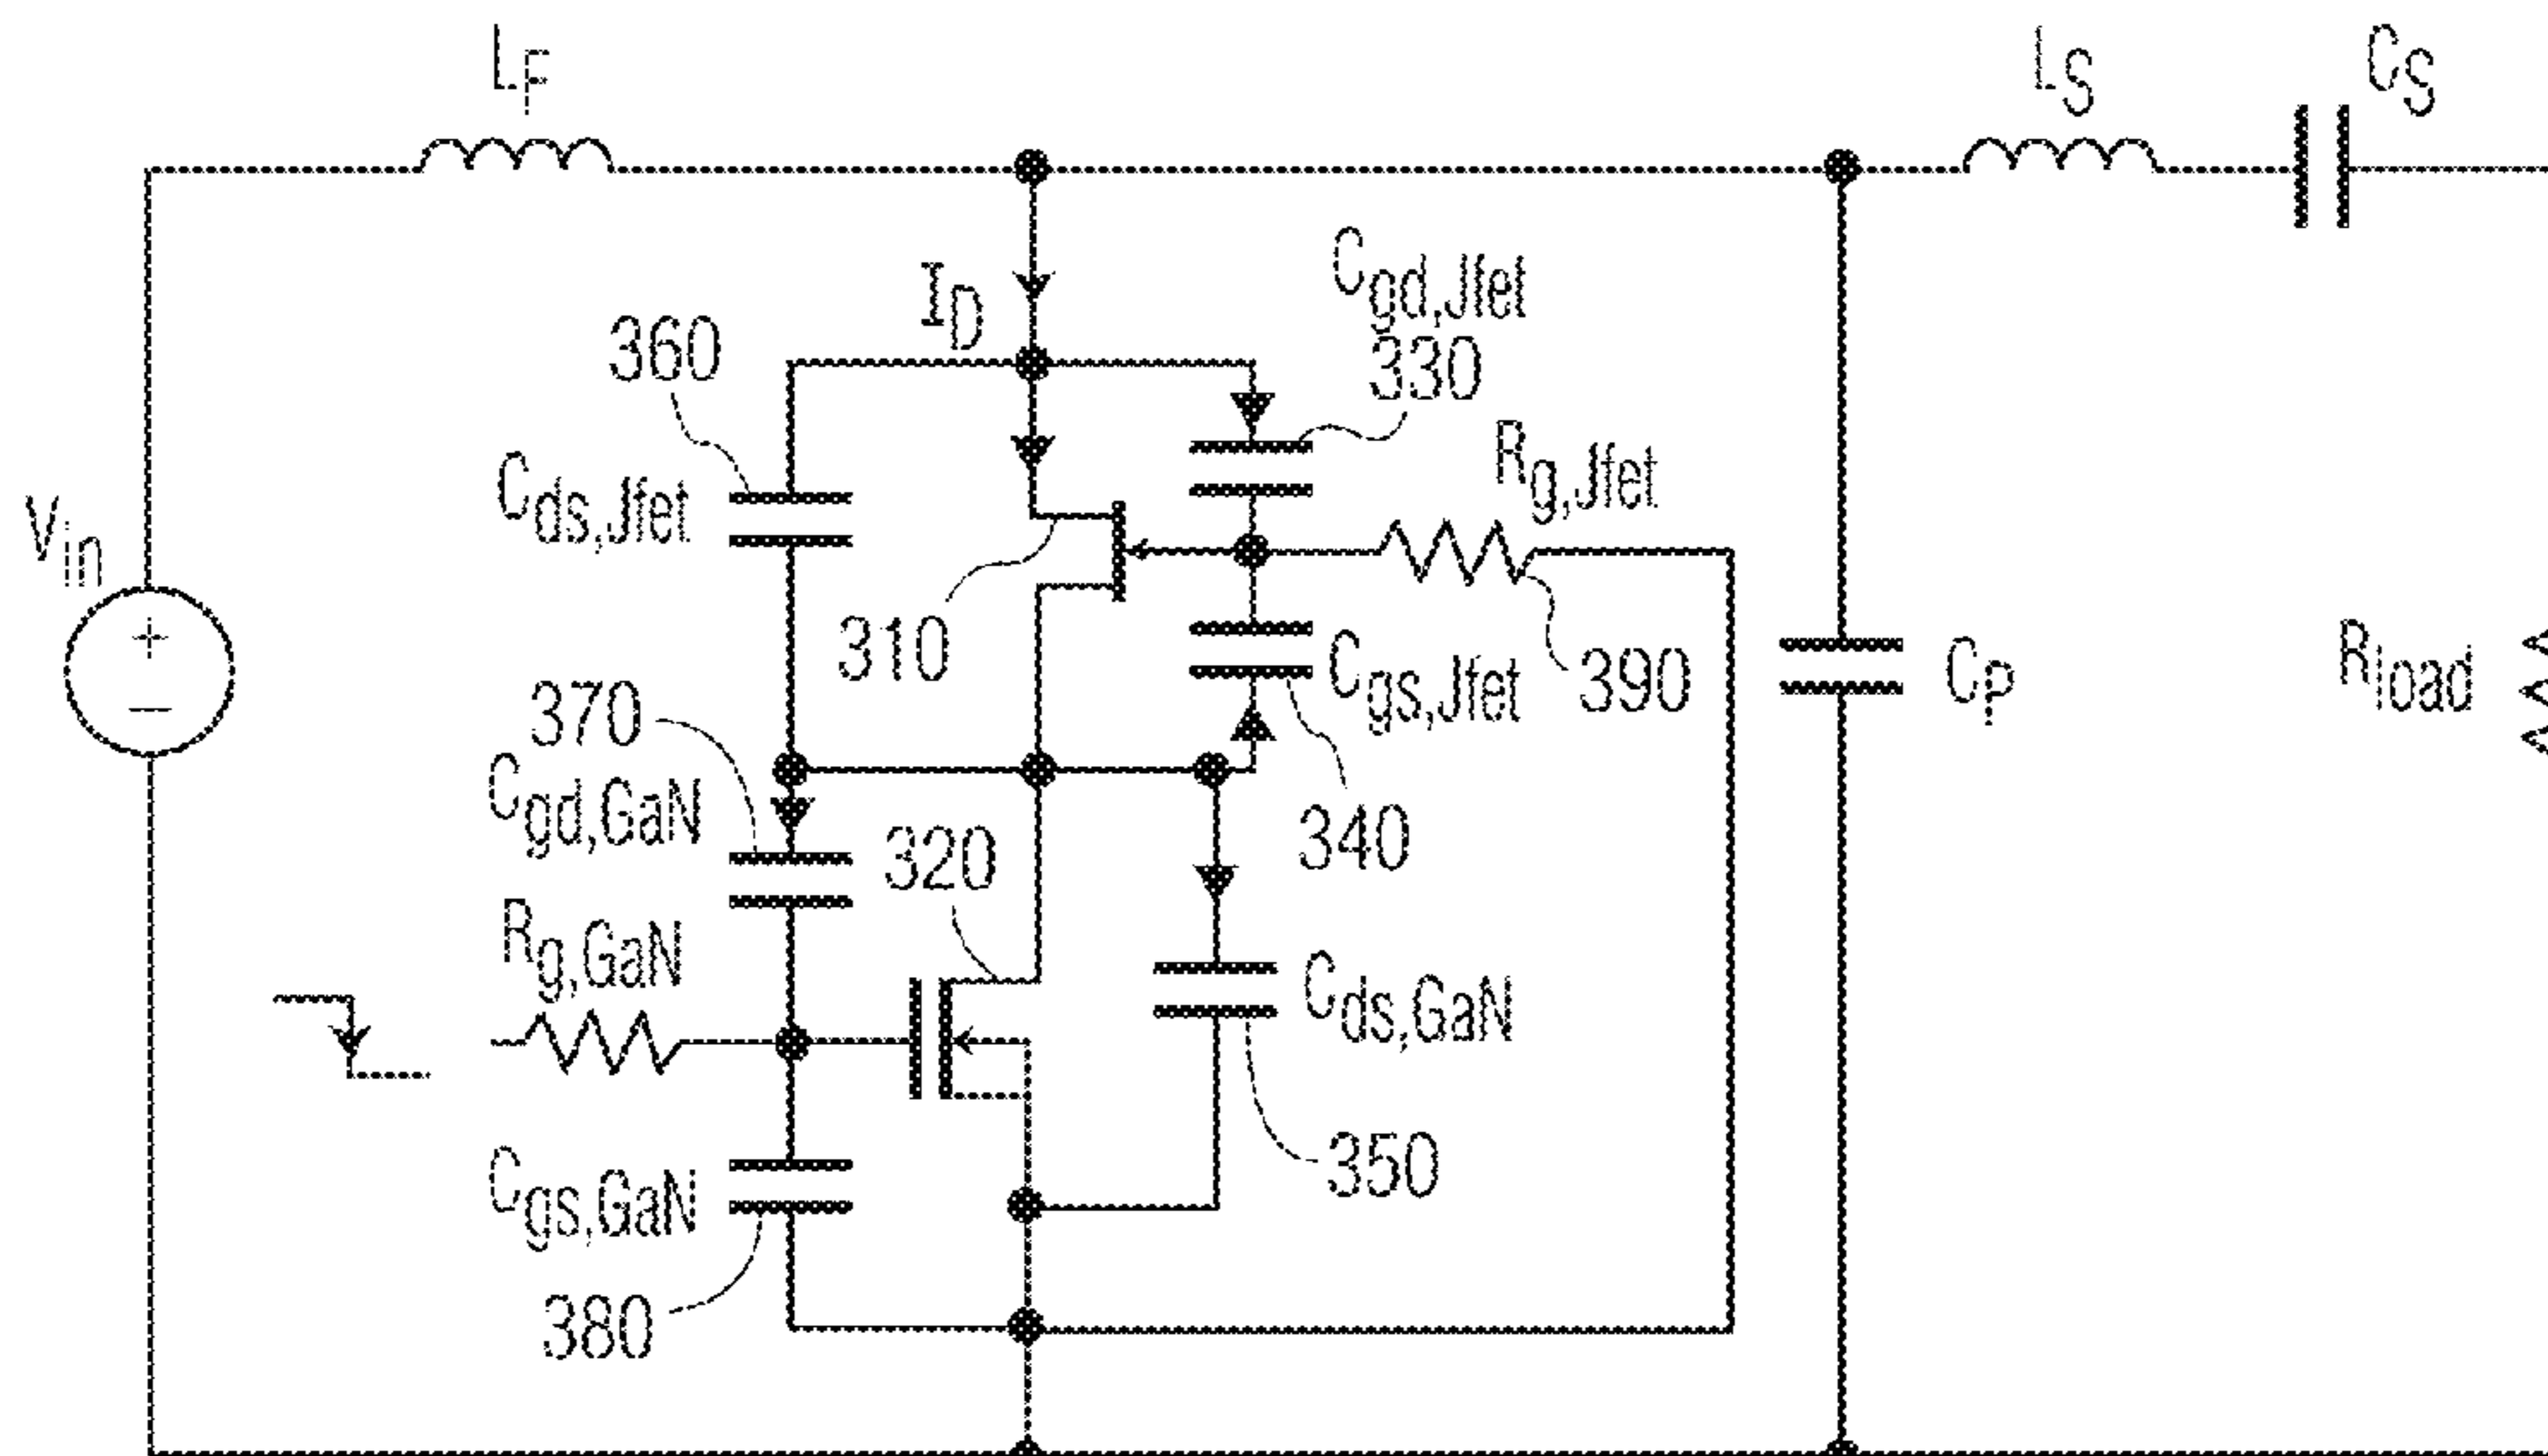 L_F
L_S
C_S
I_D
C_gd,Jfet
330
360
R_g,Jfet
C_ds,Jfet
V_in
+
−
310
C_gs,Jfet
390
C_P
R_load
370
C_gd,GaN
320
340
R_g,GaN
C_ds,GaN
350
C_gs,GaN
380